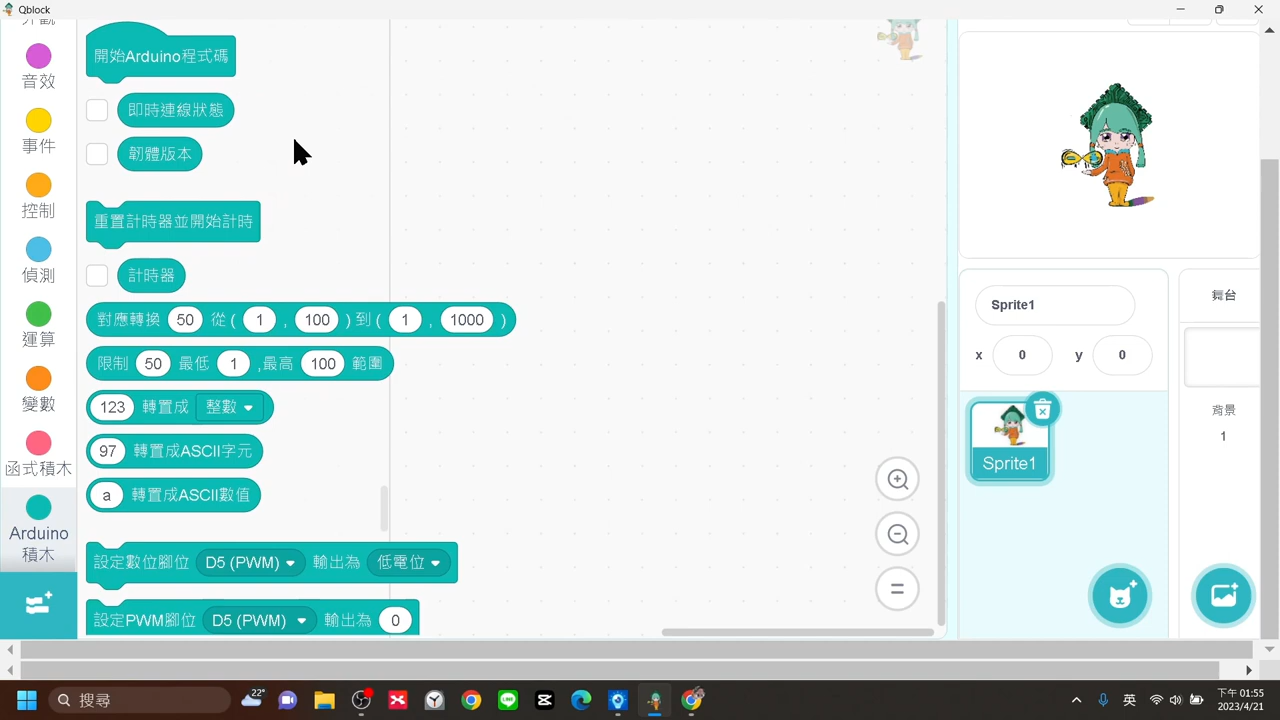 Qblock
外觀
音效
事件
控制
偵測
運算
變數
函式積木
Arduino
積木
開始Arduino程式碼
即時連線狀態
韌體版本
重置計時器並開始計時
計時器
對應轉換 50 從( 1 , 100 )到( 1 , 1000 )
限制 50 最低 1 ,最高 100 範圍
123 轉置成 整數
97 轉置成ASCII字元
a 轉置成ASCII數值
設定數位腳位 D5 (PWM) 輸出為 低電位
設定PWM腳位 D5 (PWM) 輸出為 0
Sprite1
x 0 y 0
Sprite1
舞台
背景
1
搜尋
22°
英
下午 01:55
2023/4/21